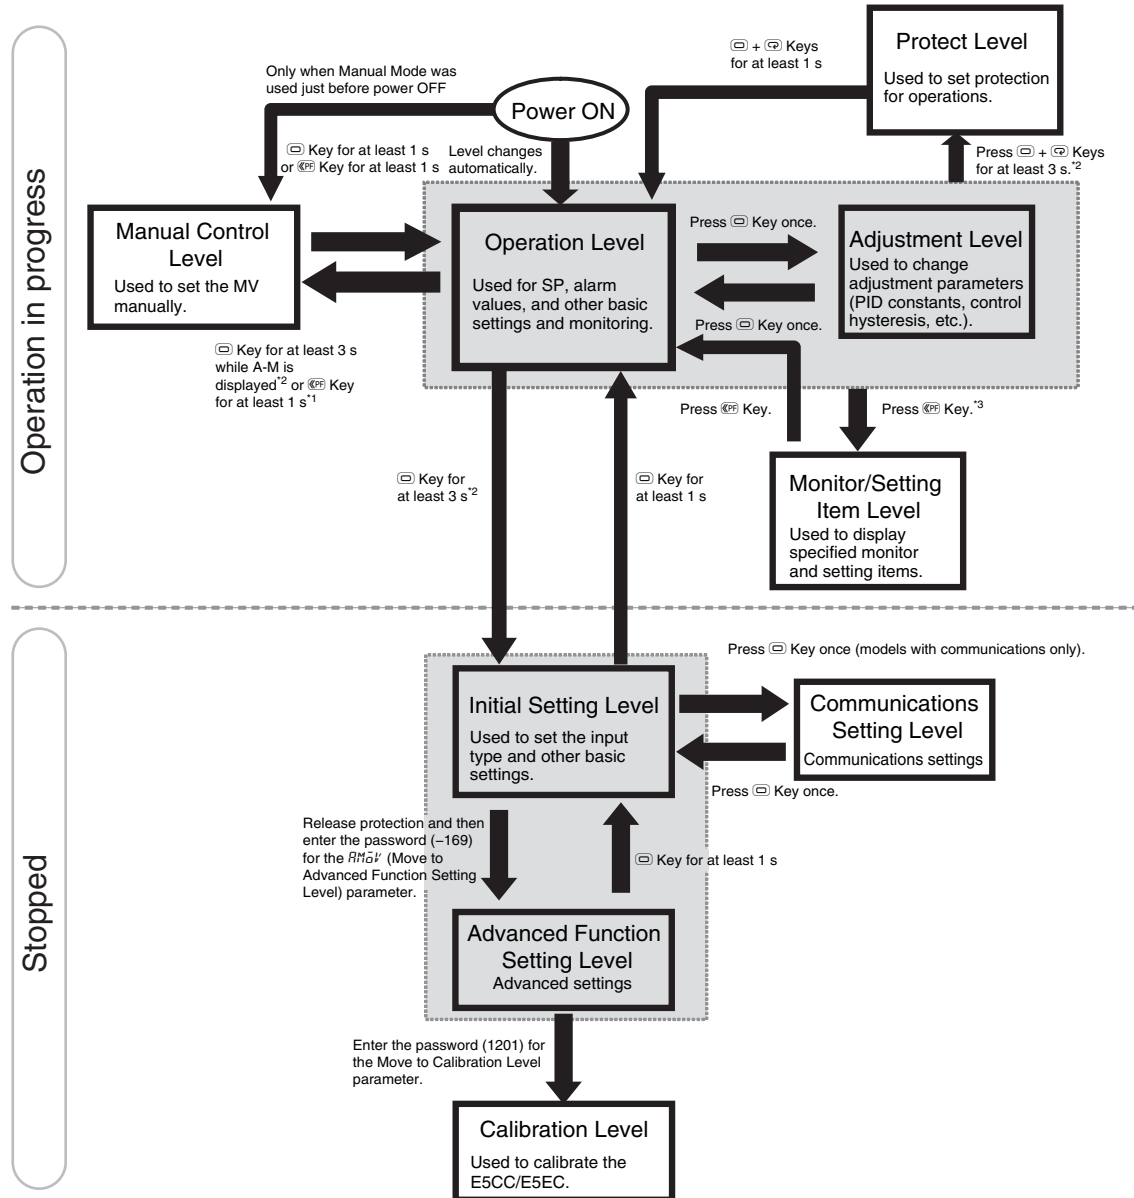 Operation in progress
Only when Manual Mode was
used just before power OFF
Power ON
Key for at least 1 s
or PF Key for at least 1 s
Level changes
automatically.
+ Keys
for at least 1 s
Protect Level
Used to set protection
for operations.
Press + Keys
for at least 3 s.*2
Manual Control
Level
Used to set the MV
manually.
Operation Level
Used for SP, alarm
values, and other basic
settings and monitoring.
Press Key once.
Press Key once.
Adjustment Level
Used to change
adjustment parameters
(PID constants, control
hysteresis, etc.).
Key for at least 3 s
while A-M is
displayed*2 or PF Key
for at least 1 s*1
Press PF Key.
Press PF Key.*3
Key for
at least 3 s*2
Key for
at least 1 s
Monitor/Setting
Item Level
Used to display
specified monitor
and setting items.
Stopped
Initial Setting Level
Used to set the input
type and other basic
settings.
Press Key once (models with communications only).
Communications
Setting Level
Communications settings
Press Key once.
Release protection and then
enter the password (−169)
for the AMoV (Move to
Advanced Function Setting
Level) parameter.
Key for at least 1 s
Advanced Function
Setting Level
Advanced settings
Enter the password (1201) for
the Move to Calibration Level
parameter.
Calibration Level
Used to calibrate the
E5CC/E5EC.